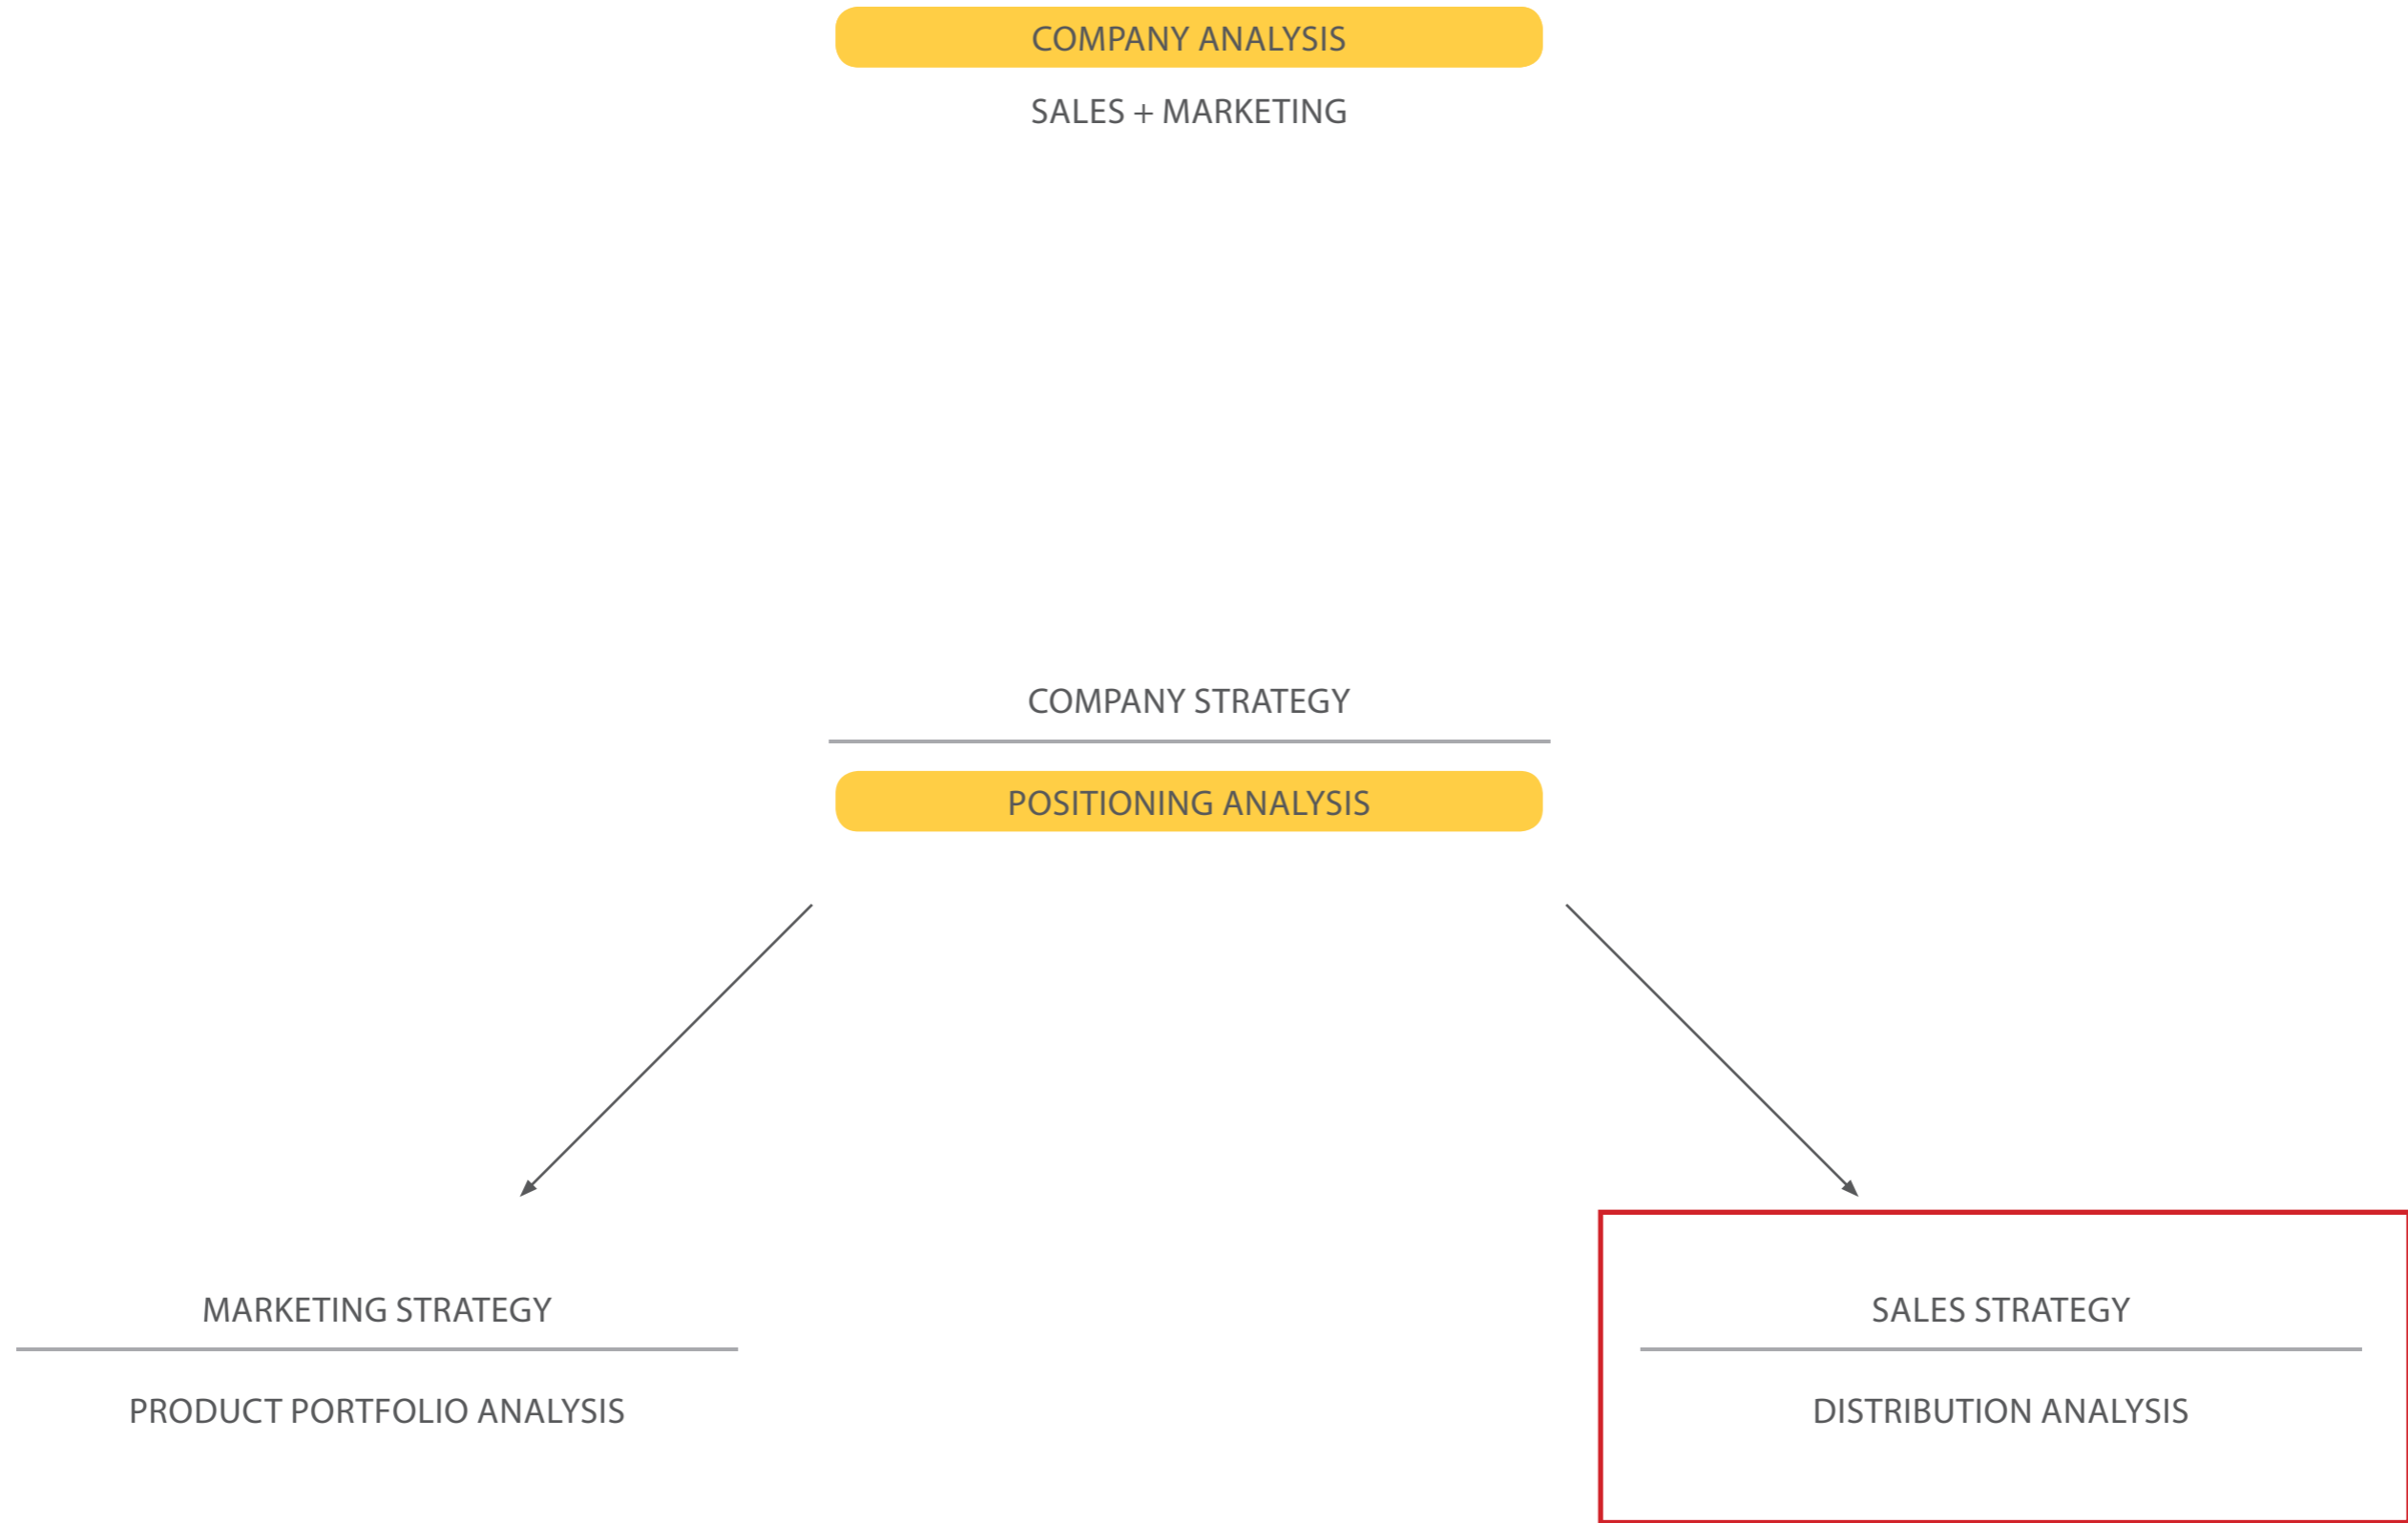 COMPANY ANALYSIS
SALES + MARKETING
COMPANY STRATEGY
POSITIONING ANALYSIS
MARKETING STRATEGY
PRODUCT PORTFOLIO ANALYSIS
SALES STRATEGY
DISTRIBUTION ANALYSIS